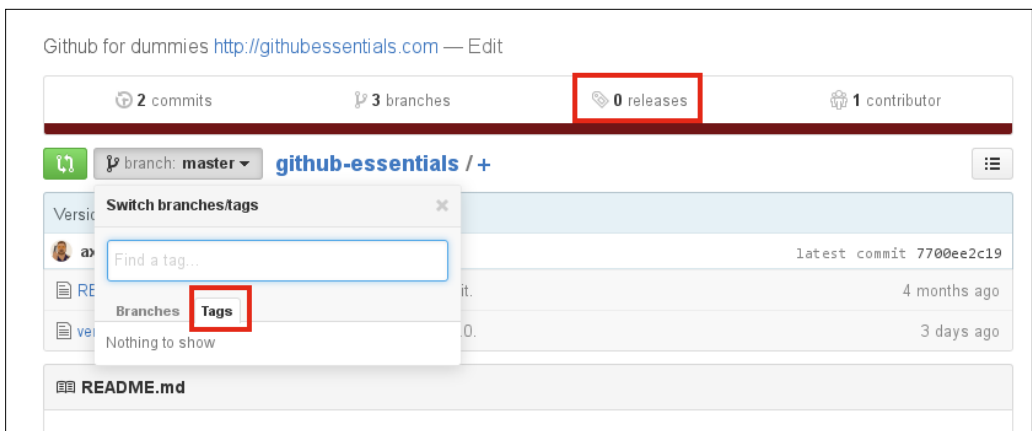 Github for dummies http://githubessentials.com — Edit
2 commits 3 branches 0 releases 1 contributor
branch: master github-essentials / +
Switch branches/tags
Find a tag...
latest commit 7700ee2c19
it. 4 months ago
Branches Tags
.0. 3 days ago
Nothing to show
README.md